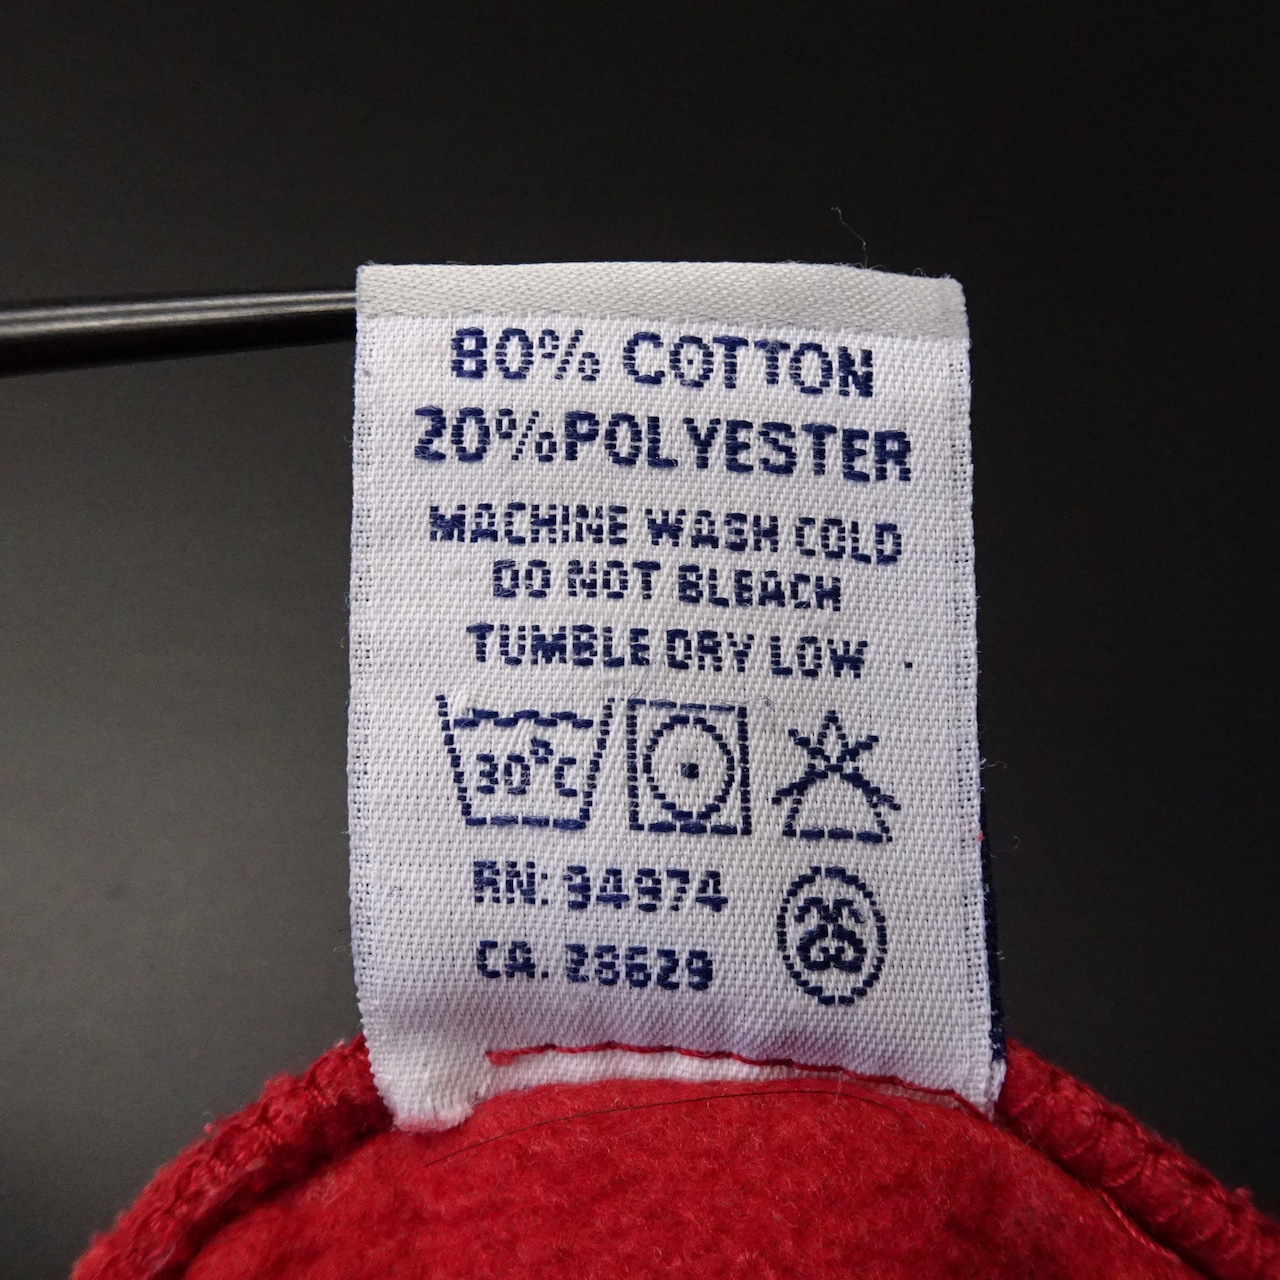 80% COTTON
20% POLYESTER
MACHINE WASH COLD
DO NOT BLEACH
TUMBLE DRY LOW
30°C
RN: 94974
CA. 26629